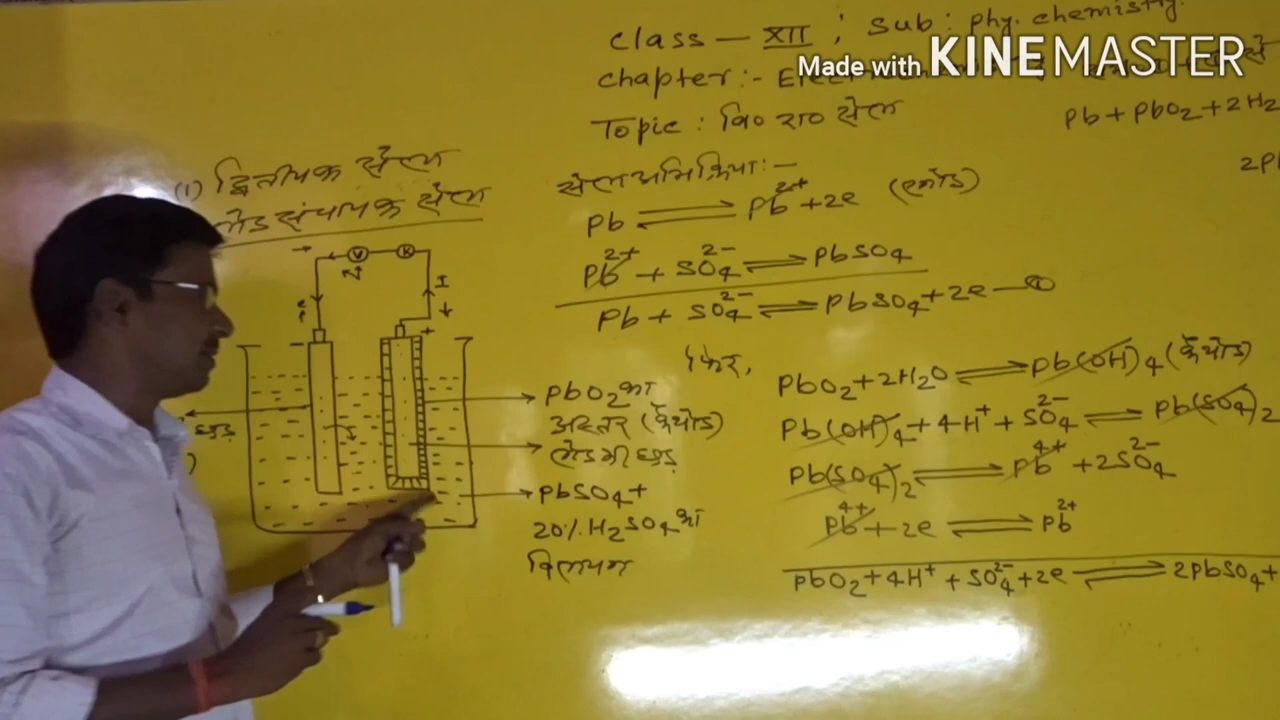 class — XII ; Sub : phy. chemistry
chapter :-
Made with KINEMASTER
Topic : वि० रा० सेल
Pb + PbO₂ + 2H₂
2Pb
(1) द्वितीयक सेल
लेड संचायक सेल
सेल अभिक्रिया :—
Pb ⇌ Pb²⁺ + 2e (एनोड)
Pb²⁺ + SO₄²⁻ ⇌ PbSO₄
Pb + SO₄²⁻ ⇌ PbSO₄ + 2e — ①
फिर,
PbO₂ + 2H₂O ⇌ Pb(OH)₄ (कैथोड)
Pb(OH)₄ + 4H⁺ + SO₄²⁻ ⇌ Pb(SO₄)₂
Pb(SO₄)₂ ⇌ Pb⁴⁺ + 2SO₄²⁻
Pb⁴⁺ + 2e ⇌ Pb²⁺
PbO₂ + 4H⁺ + SO₄²⁻ + 2e ⇌ 2PbSO₄ +
V
K
e
I
−
+
छड़
)
PbO₂ का
अस्तर (कैथोड)
लेड की छड़
PbSO₄ +
20% H₂SO₄ का
विलयन